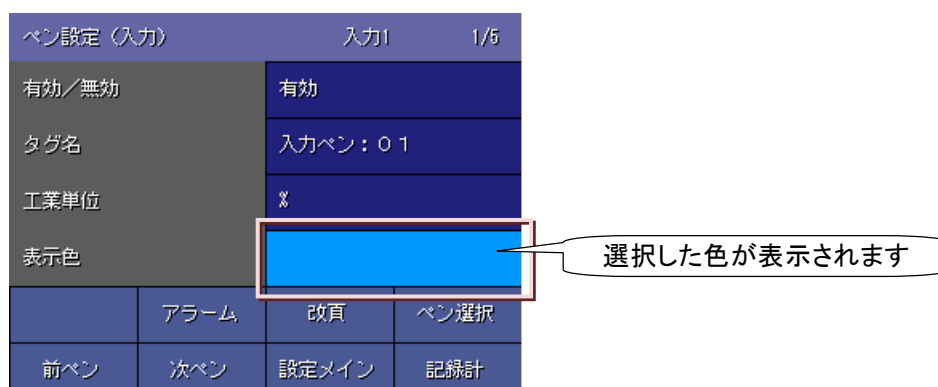 ペン設定（入力） 入力1 1/5
有効／無効 有効
タグ名 入力ペン：０１
工業単位 %
表示色
選択した色が表示されます
アラーム 改頁 ペン選択
前ペン 次ペン 設定メイン 記録計